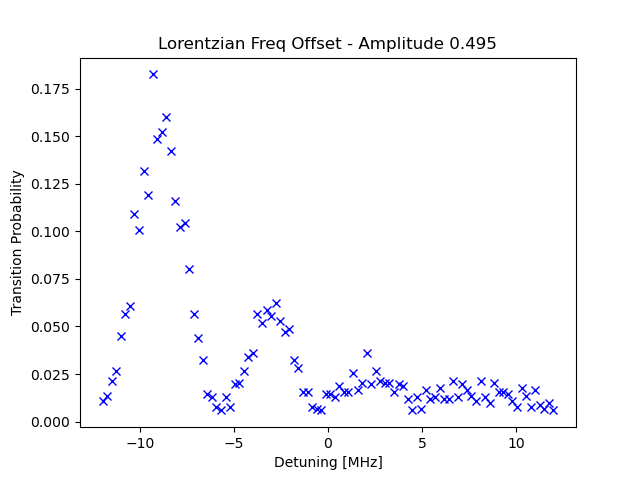 Lorentzian Freq Offset - Amplitude 0.495
0.175
0.150
0.125
0.100
0.075
0.050
0.025
0.000
Transition Probability
−10 −5 0 5 10
Detuning [MHz]